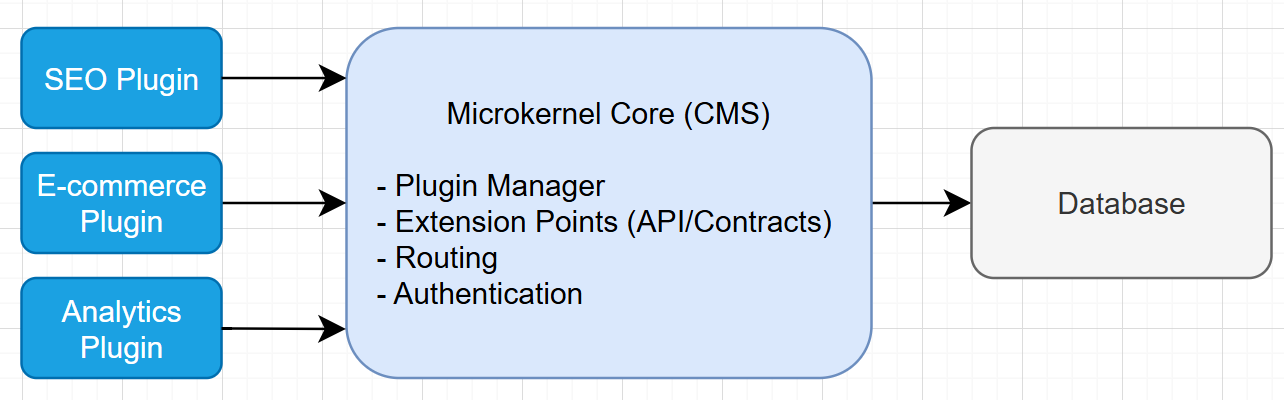 SEO Plugin
E-commerce
Plugin
Analytics
Plugin
Microkernel Core (CMS)
- Plugin Manager
- Extension Points (API/Contracts)
- Routing
- Authentication
Database